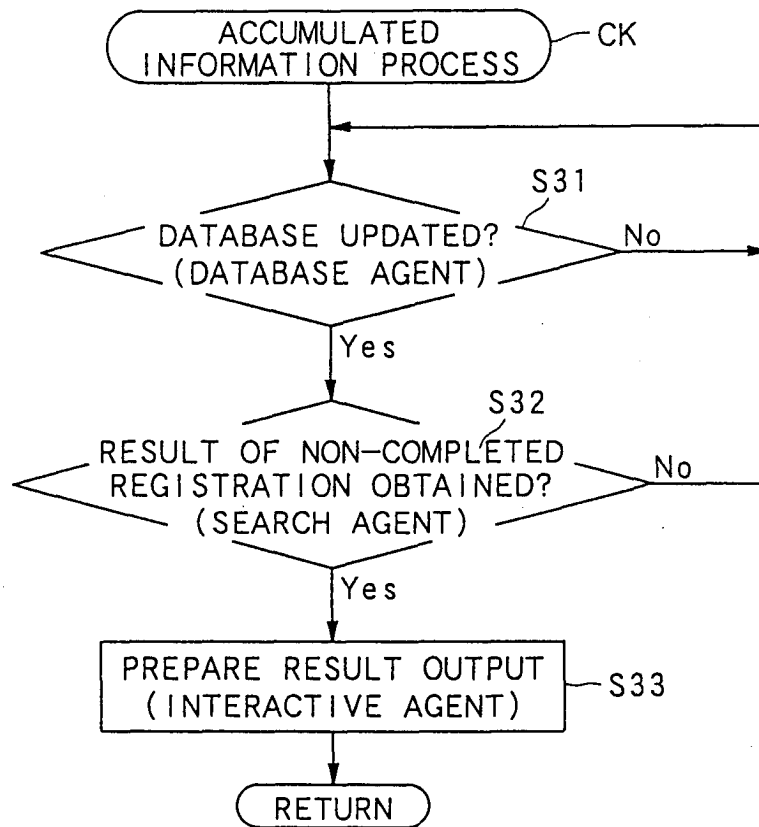 ACCUMULATED
INFORMATION PROCESS
CK
S31
DATABASE UPDATED?
(DATABASE AGENT)
No
Yes
S32
RESULT OF NON-COMPLETED
REGISTRATION OBTAINED?
(SEARCH AGENT)
No
Yes
PREPARE RESULT OUTPUT
(INTERACTIVE AGENT)
S33
RETURN